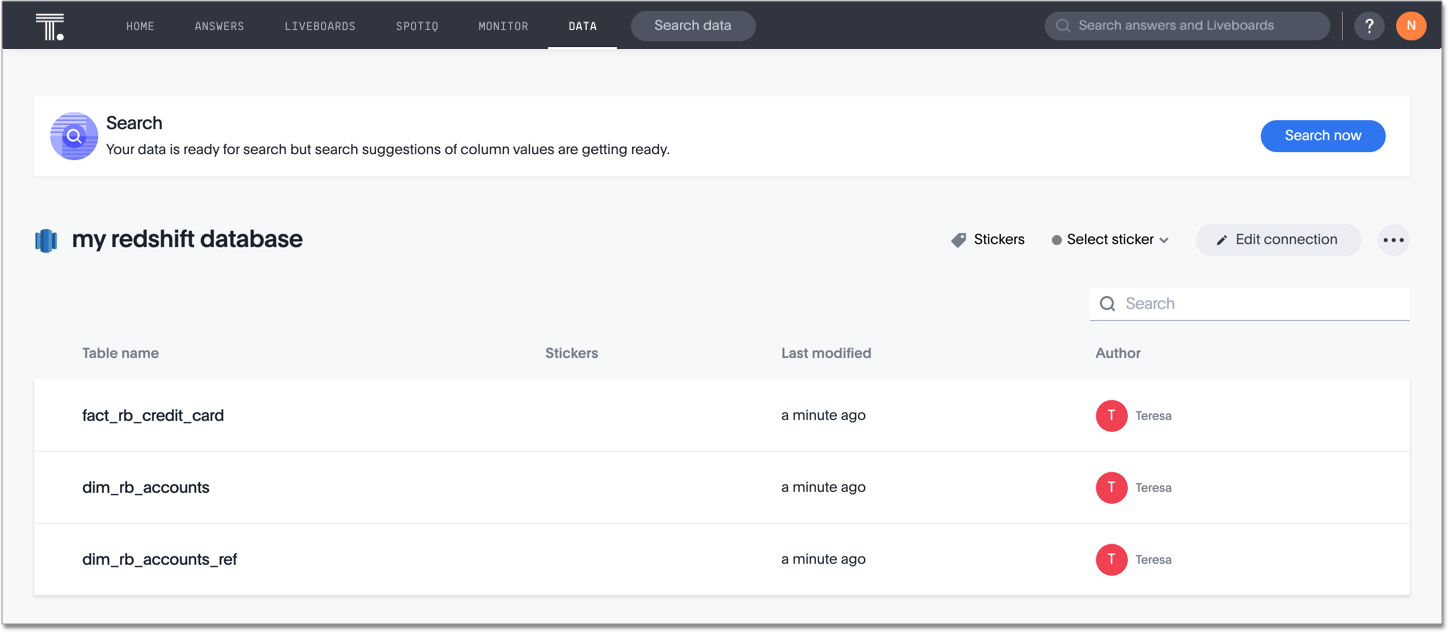 T. HOME ANSWERS LIVEBOARDS SPOTIQ MONITOR DATA Search data Search answers and Liveboards ? N
Search
Your data is ready for search but search suggestions of column values are getting ready.
Search now
my redshift database Stickers Select sticker Edit connection
Search
Table name Stickers Last modified Author
fact_rb_credit_card a minute ago T Teresa
dim_rb_accounts a minute ago T Teresa
dim_rb_accounts_ref a minute ago T Teresa